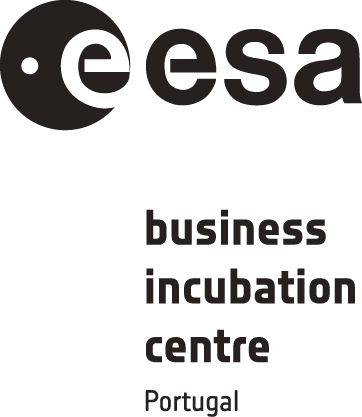 esa
business
incubation
centre
Portugal